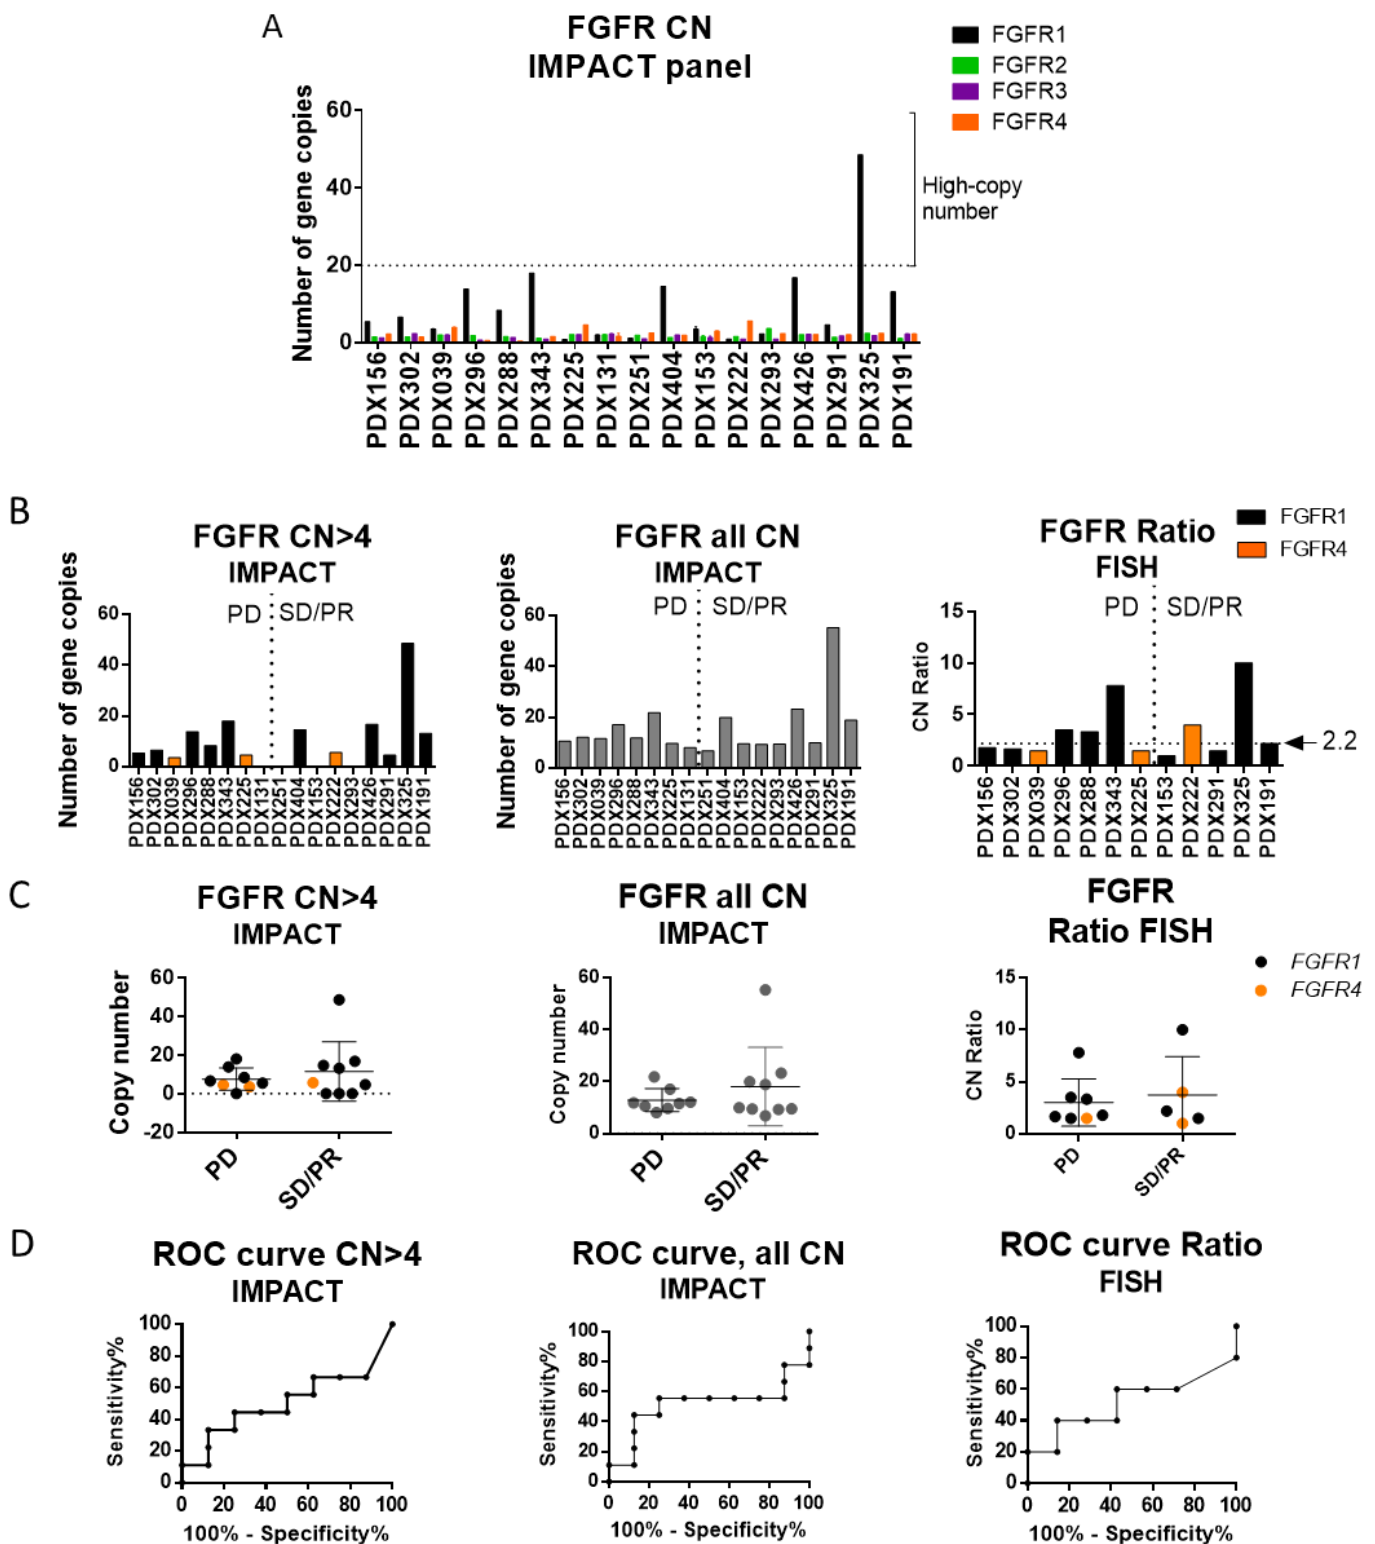 A
FGFR CN
IMPACT panel
FGFR1
FGFR2
FGFR3
FGFR4
Number of gene copies
60
40
20
0
High-copy
number
PDX156
PDX302
PDX039
PDX296
PDX288
PDX343
PDX225
PDX131
PDX251
PDX404
PDX153
PDX222
PDX293
PDX426
PDX291
PDX325
PDX191
B
FGFR CN>4
IMPACT
PD
SD/PR
Number of gene copies
60
40
20
0
PDX156
PDX302
PDX039
PDX296
PDX288
PDX343
PDX225
PDX131
PDX251
PDX404
PDX153
PDX222
PDX293
PDX426
PDX291
PDX325
PDX191
FGFR all CN
IMPACT
PD
SD/PR
Number of gene copies
60
40
20
0
PDX156
PDX302
PDX039
PDX296
PDX288
PDX343
PDX225
PDX131
PDX251
PDX404
PDX153
PDX222
PDX293
PDX426
PDX291
PDX325
PDX191
FGFR Ratio
FISH
FGFR1
FGFR4
PD
SD/PR
CN Ratio
15
10
5
0
2.2
PDX156
PDX302
PDX039
PDX296
PDX288
PDX343
PDX225
PDX153
PDX222
PDX291
PDX325
PDX191
C
FGFR CN>4
IMPACT
Copy number
60
40
20
0
-20
PD
SD/PR
FGFR all CN
IMPACT
Copy number
60
40
20
0
PD
SD/PR
FGFR
Ratio FISH
FGFR1
FGFR4
CN Ratio
15
10
5
0
PD
SD/PR
D
ROC curve CN>4
IMPACT
Sensitivity%
100
80
60
40
20
0
0 20 40 60 80 100
100% - Specificity%
ROC curve, all CN
IMPACT
Sensitivity%
100
80
60
40
20
0
0 20 40 60 80 100
100% - Specificity%
ROC curve Ratio
FISH
Sensitivity%
100
80
60
40
20
0
0 20 40 60 80 100
100% - Specificity%